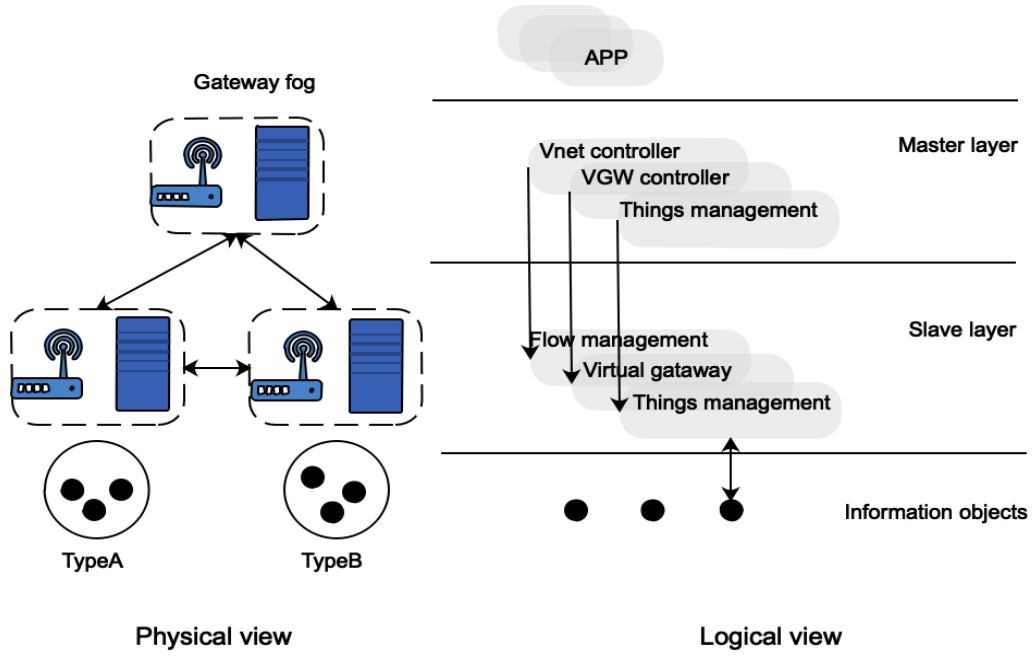 APP
Gateway fog
Master layer
Vnet controller
VGW controller
Things management
Slave layer
Flow management
Virtual gataway
Things management
Information objects
TypeA
TypeB
Physical view
Logical view